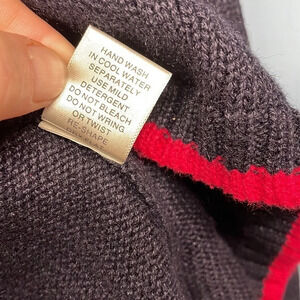 HAND WASH
IN COOL WATER
SEPARATELY
USE MILD
DETERGENT
DO NOT BLEACH
DO NOT WRING
OR TWIST
RE-SHAPE